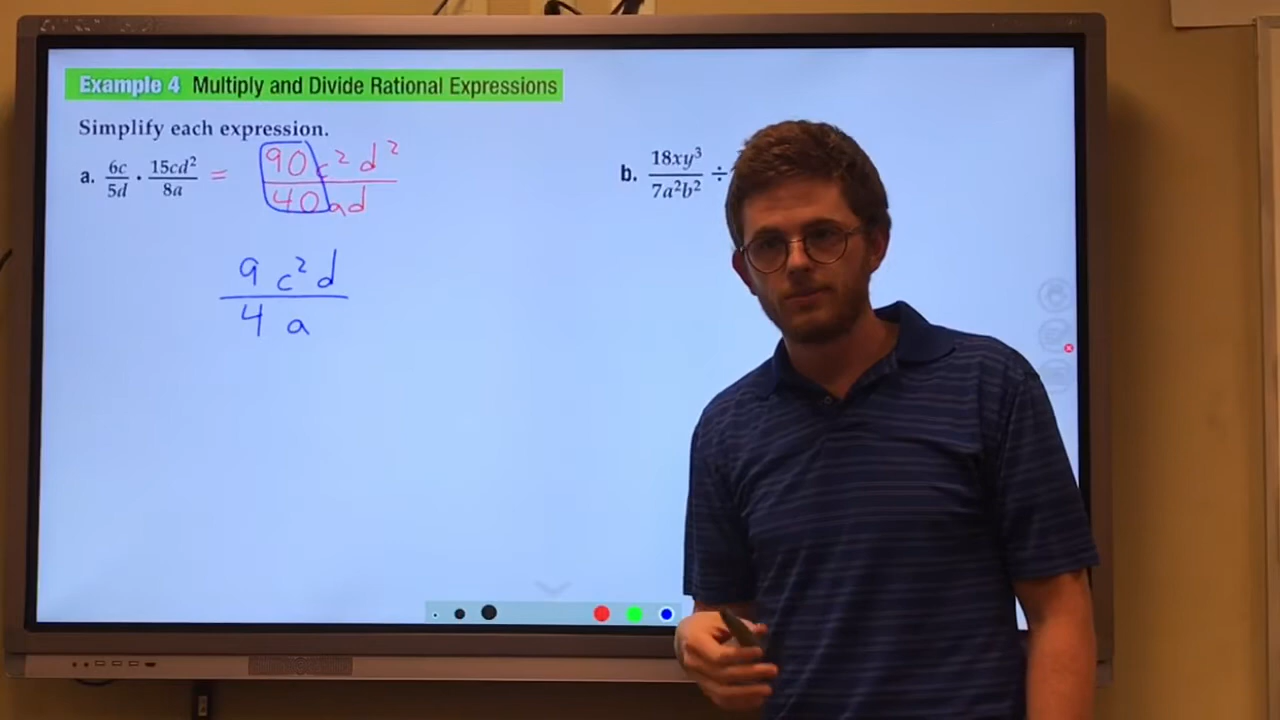 Example 4 Multiply and Divide Rational Expressions
Simplify each expression.
a. 6c/5d · 15cd²/8a = 90c²d²/40ad
9c²d/4a
b. 18xy³/7a²b² ÷